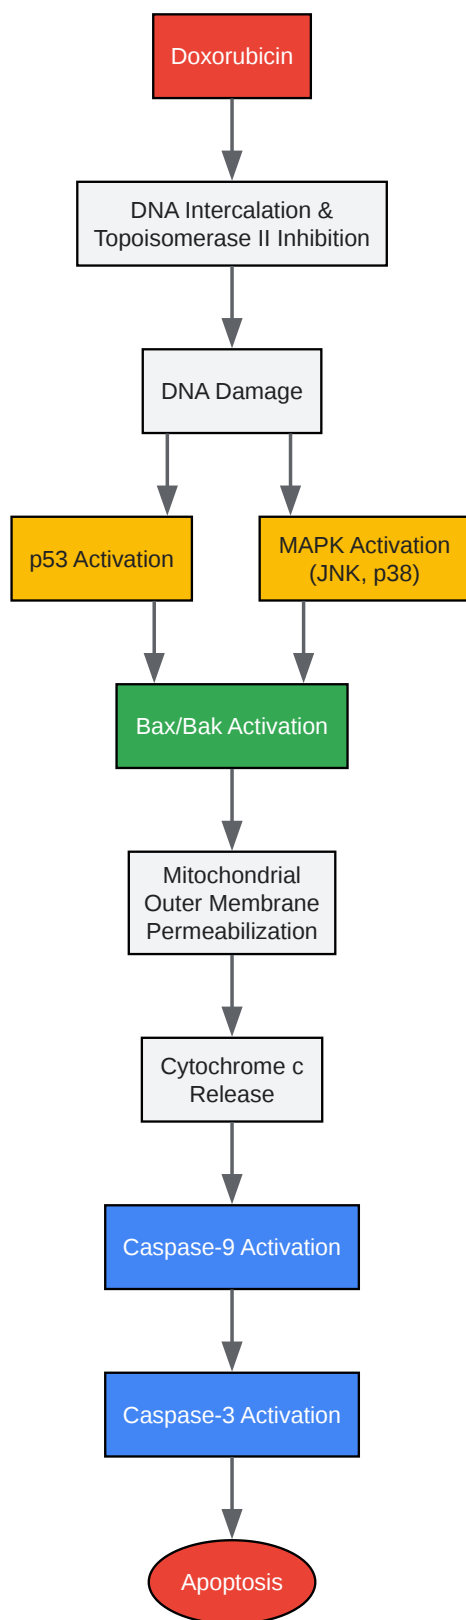 Doxorubicin
DNA Intercalation &
Topoisomerase II Inhibition
DNA Damage
p53 Activation
MAPK Activation
(JNK, p38)
Bax/Bak Activation
Mitochondrial
Outer Membrane
Permeabilization
Cytochrome c
Release
Caspase-9 Activation
Caspase-3 Activation
Apoptosis